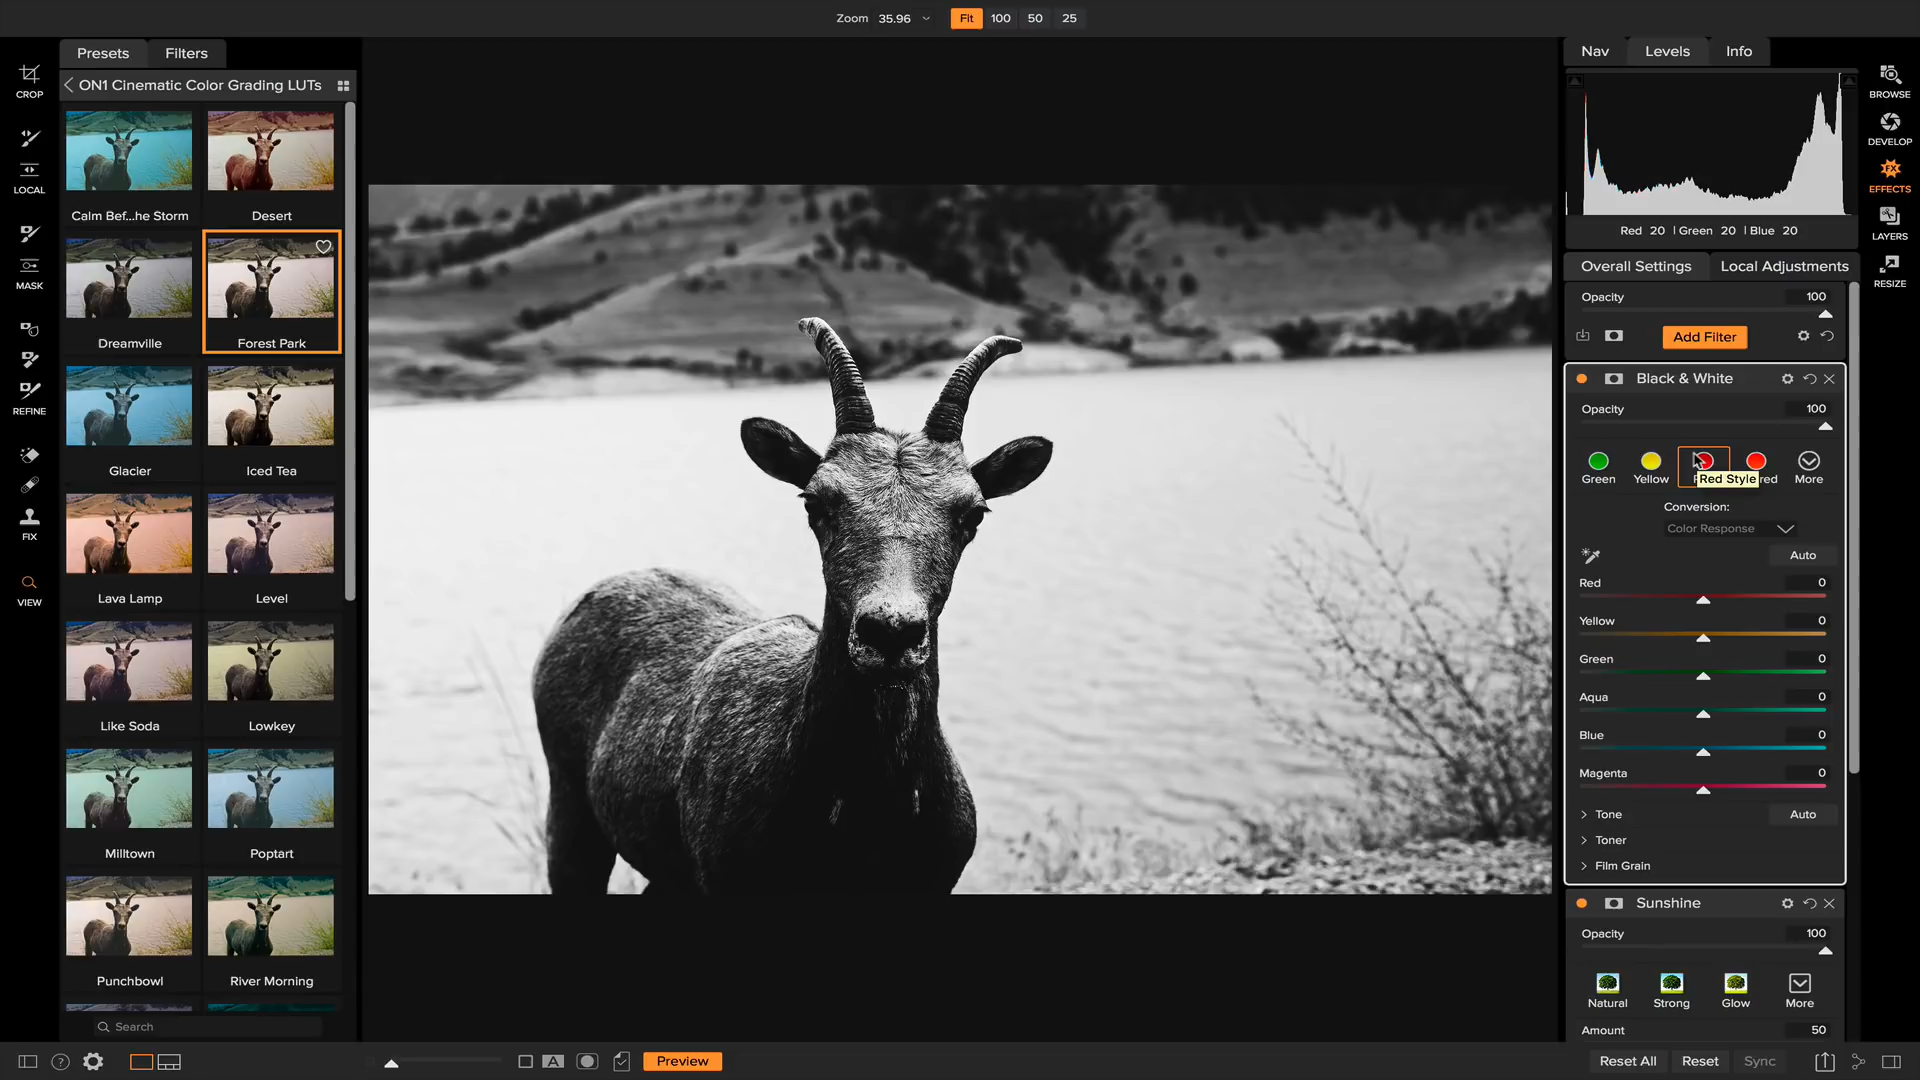 Zoom 35.96 Fit 100 50 25
Presets Filters
ON1 Cinematic Color Grading LUTs
Calm Bef...he Storm Desert
Dreamville Forest Park
Glacier Iced Tea
Lava Lamp Level
Like Soda Lowkey
Milltown Poptart
Punchbowl River Morning
Search
CROP
LOCAL
MASK
REFINE
FIX
VIEW
Nav Levels Info
Red 20 | Green 20 | Blue 20
Overall Settings Local Adjustments
Opacity 100
Add Filter
Black & White
Opacity 100
Green Yellow Red Style red More
Conversion:
Color Response
Auto
Red 0
Yellow 0
Green 0
Aqua 0
Blue 0
Magenta 0
Tone Auto
Toner
Film Grain
Sunshine
Opacity 100
Natural Strong Glow More
Amount 50
BROWSE
DEVELOP
EX
EFFECTS
LAYERS
RESIZE
? A Preview
Reset All Reset Sync